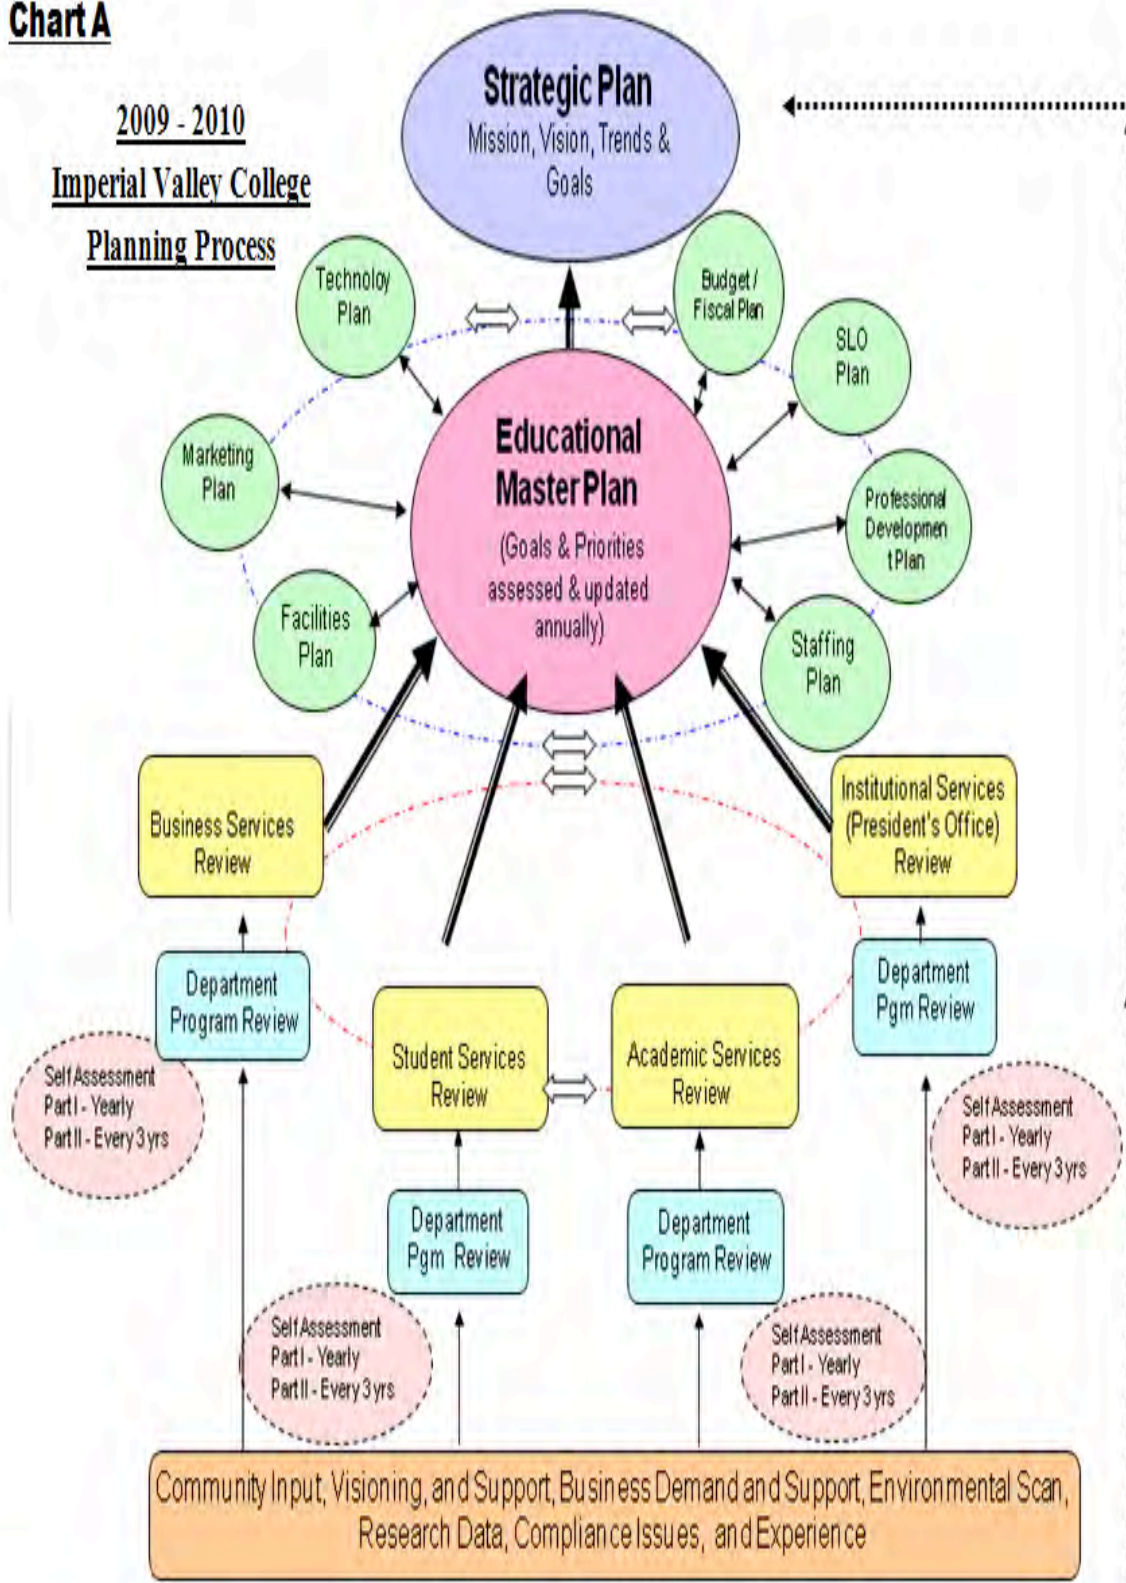 Chart A
2009 - 2010
Imperial Valley College
Planning Process
Strategic Plan
Mission, Vision, Trends &
Goals
Technoloy
Plan
Budget /
Fiscal Plan
SLO
Plan
Marketing
Plan
Educational
Master Plan
(Goals & Priorities
assessed & updated
annually)
Professional
Developmen
t Plan
Facilities
Plan
Staffing
Plan
Business Services
Review
Institutional Services
(President's Office)
Review
Department
Program Review
Department
Pgm Review
Student Services
Review
Academic Services
Review
Self Assessment
Part I - Yearly
Part II - Every 3 yrs
Self Assessment
Part I - Yearly
Part II - Every 3 yrs
Department
Pgm Review
Department
Program Review
Self Assessment
Part I - Yearly
Part II - Every 3 yrs
Self Assessment
Part I - Yearly
Part II - Every 3 yrs
Community Input, Visioning, and Support, Business Demand and Support, Environmental Scan,
Research Data, Compliance Issues, and Experience